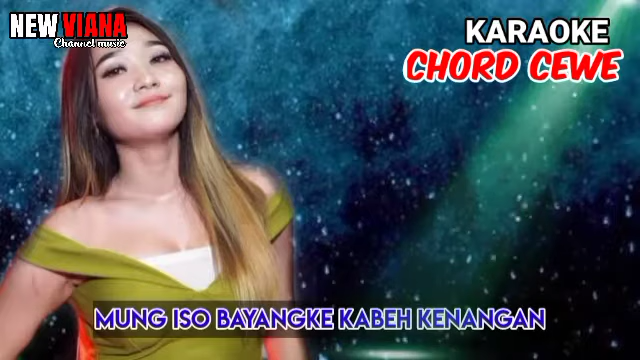 NEW VIANA
Channel music
KARAOKE
CHORD CEWE
MUNG ISO BAYANGKE KABEH KENANGAN